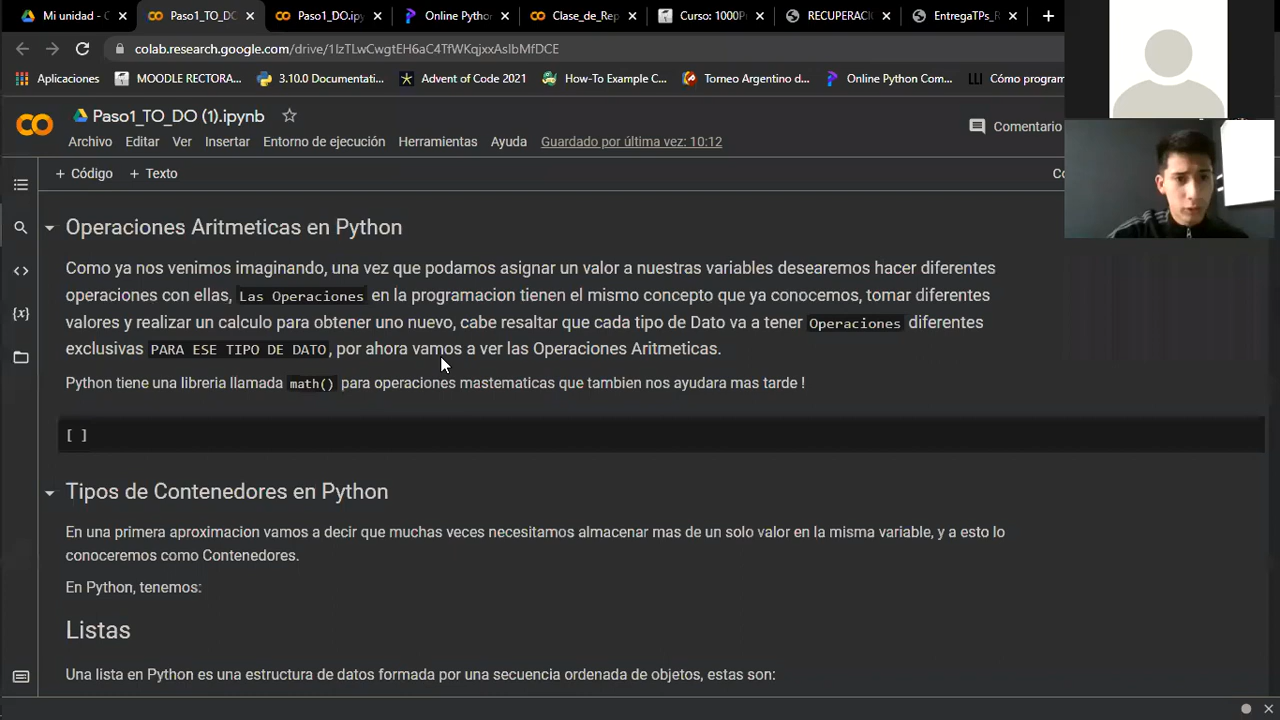 Mi unidad -
Paso1_TO_DO
Paso1_DO.ipy
Online Python
Clase_de_Rep
Curso: 1000P
RECUPERACI
EntregaTPs_R
colab.research.google.com/drive/1IzTLwCwgtEH6aC4TfWKqjxxAslbMfDCE
Aplicaciones
MOODLE RECTORA...
3.10.0 Documentati...
Advent of Code 2021
How-To Example C...
Torneo Argentino d...
Online Python Com...
Cómo program
Paso1_TO_DO (1).ipynb
Comentario
Archivo Editar Ver Insertar Entorno de ejecución Herramientas Ayuda Guardado por última vez: 10:12
+ Código + Texto
Co
Operaciones Aritmeticas en Python
Como ya nos venimos imaginando, una vez que podamos asignar un valor a nuestras variables desearemos hacer diferentes
operaciones con ellas, Las Operaciones en la programacion tienen el mismo concepto que ya conocemos, tomar diferentes
valores y realizar un calculo para obtener uno nuevo, cabe resaltar que cada tipo de Dato va a tener Operaciones diferentes
exclusivas PARA ESE TIPO DE DATO, por ahora vamos a ver las Operaciones Aritmeticas.
Python tiene una libreria llamada math() para operaciones mastematicas que tambien nos ayudara mas tarde !
[ ]
Tipos de Contenedores en Python
En una primera aproximacion vamos a decir que muchas veces necesitamos almacenar mas de un solo valor en la misma variable, y a esto lo
conoceremos como Contenedores.
En Python, tenemos:
Listas
Una lista en Python es una estructura de datos formada por una secuencia ordenada de objetos, estas son: